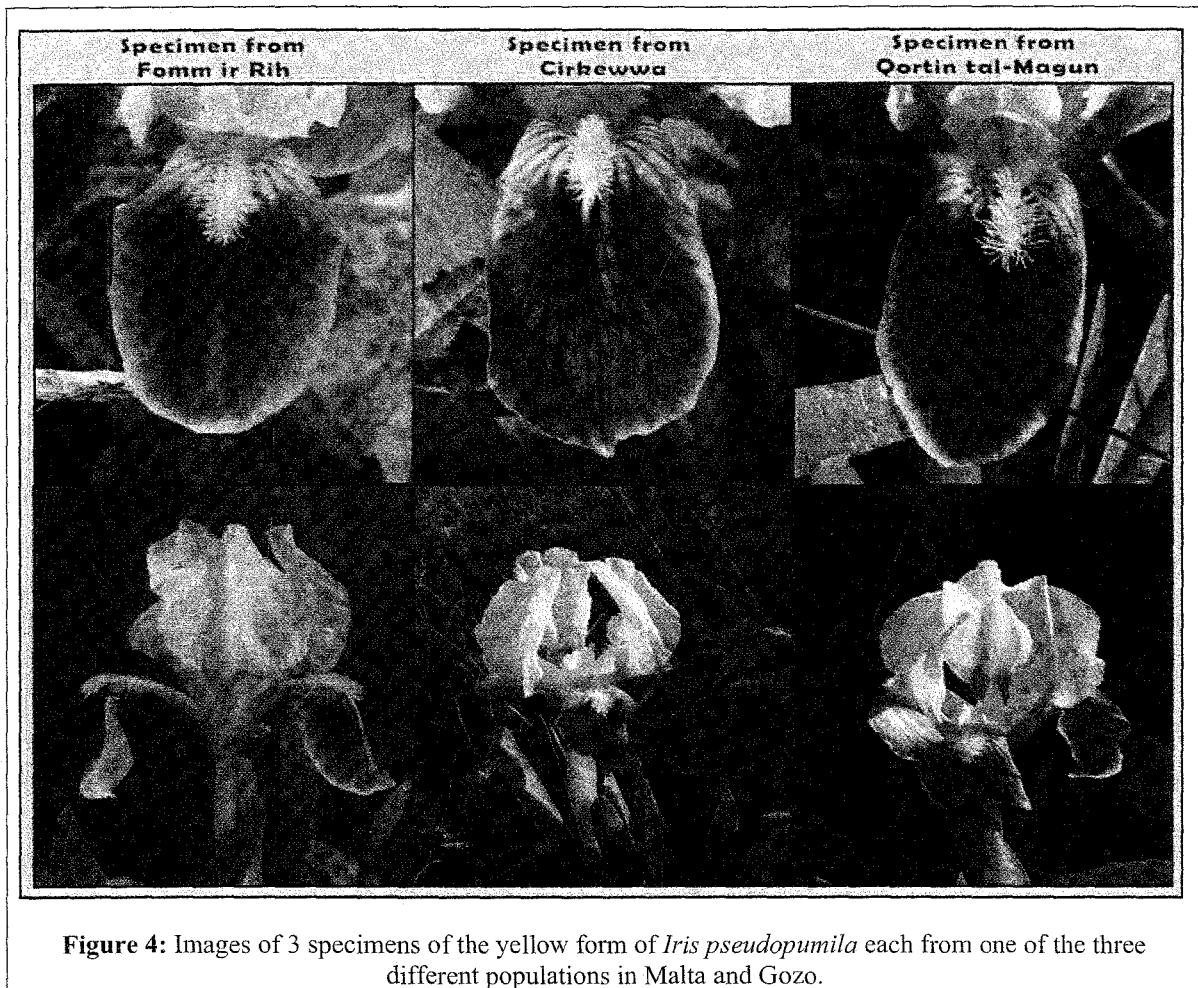 Specimen from
Fomm ir Rih
Specimen from
Cirkewwa
Specimen from
Qortin tal-Magun
Figure 4: Images of 3 specimens of the yellow form of Iris pseudopumila each from one of the three
different populations in Malta and Gozo.